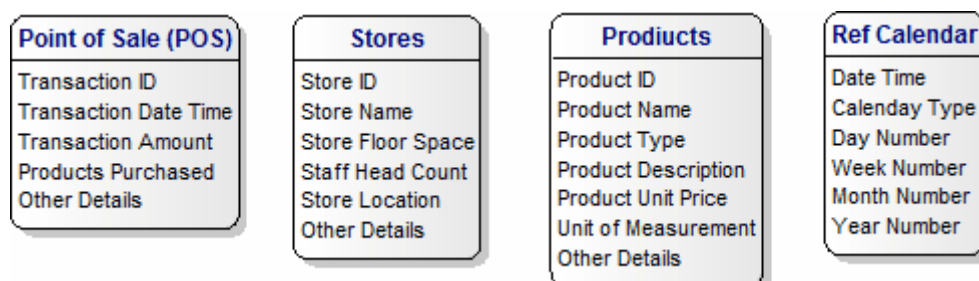 Point of Sale (POS)
Transaction ID
Transaction Date Time
Transaction Amount
Products Purchased
Other Details
Stores
Store ID
Store Name
Store Floor Space
Staff Head Count
Store Location
Other Details
Prodiucts
Product ID
Product Name
Product Type
Product Description
Product Unit Price
Unit of Measurement
Other Details
Ref Calendar
Date Time
Calenday Type
Day Number
Week Number
Month Number
Year Number